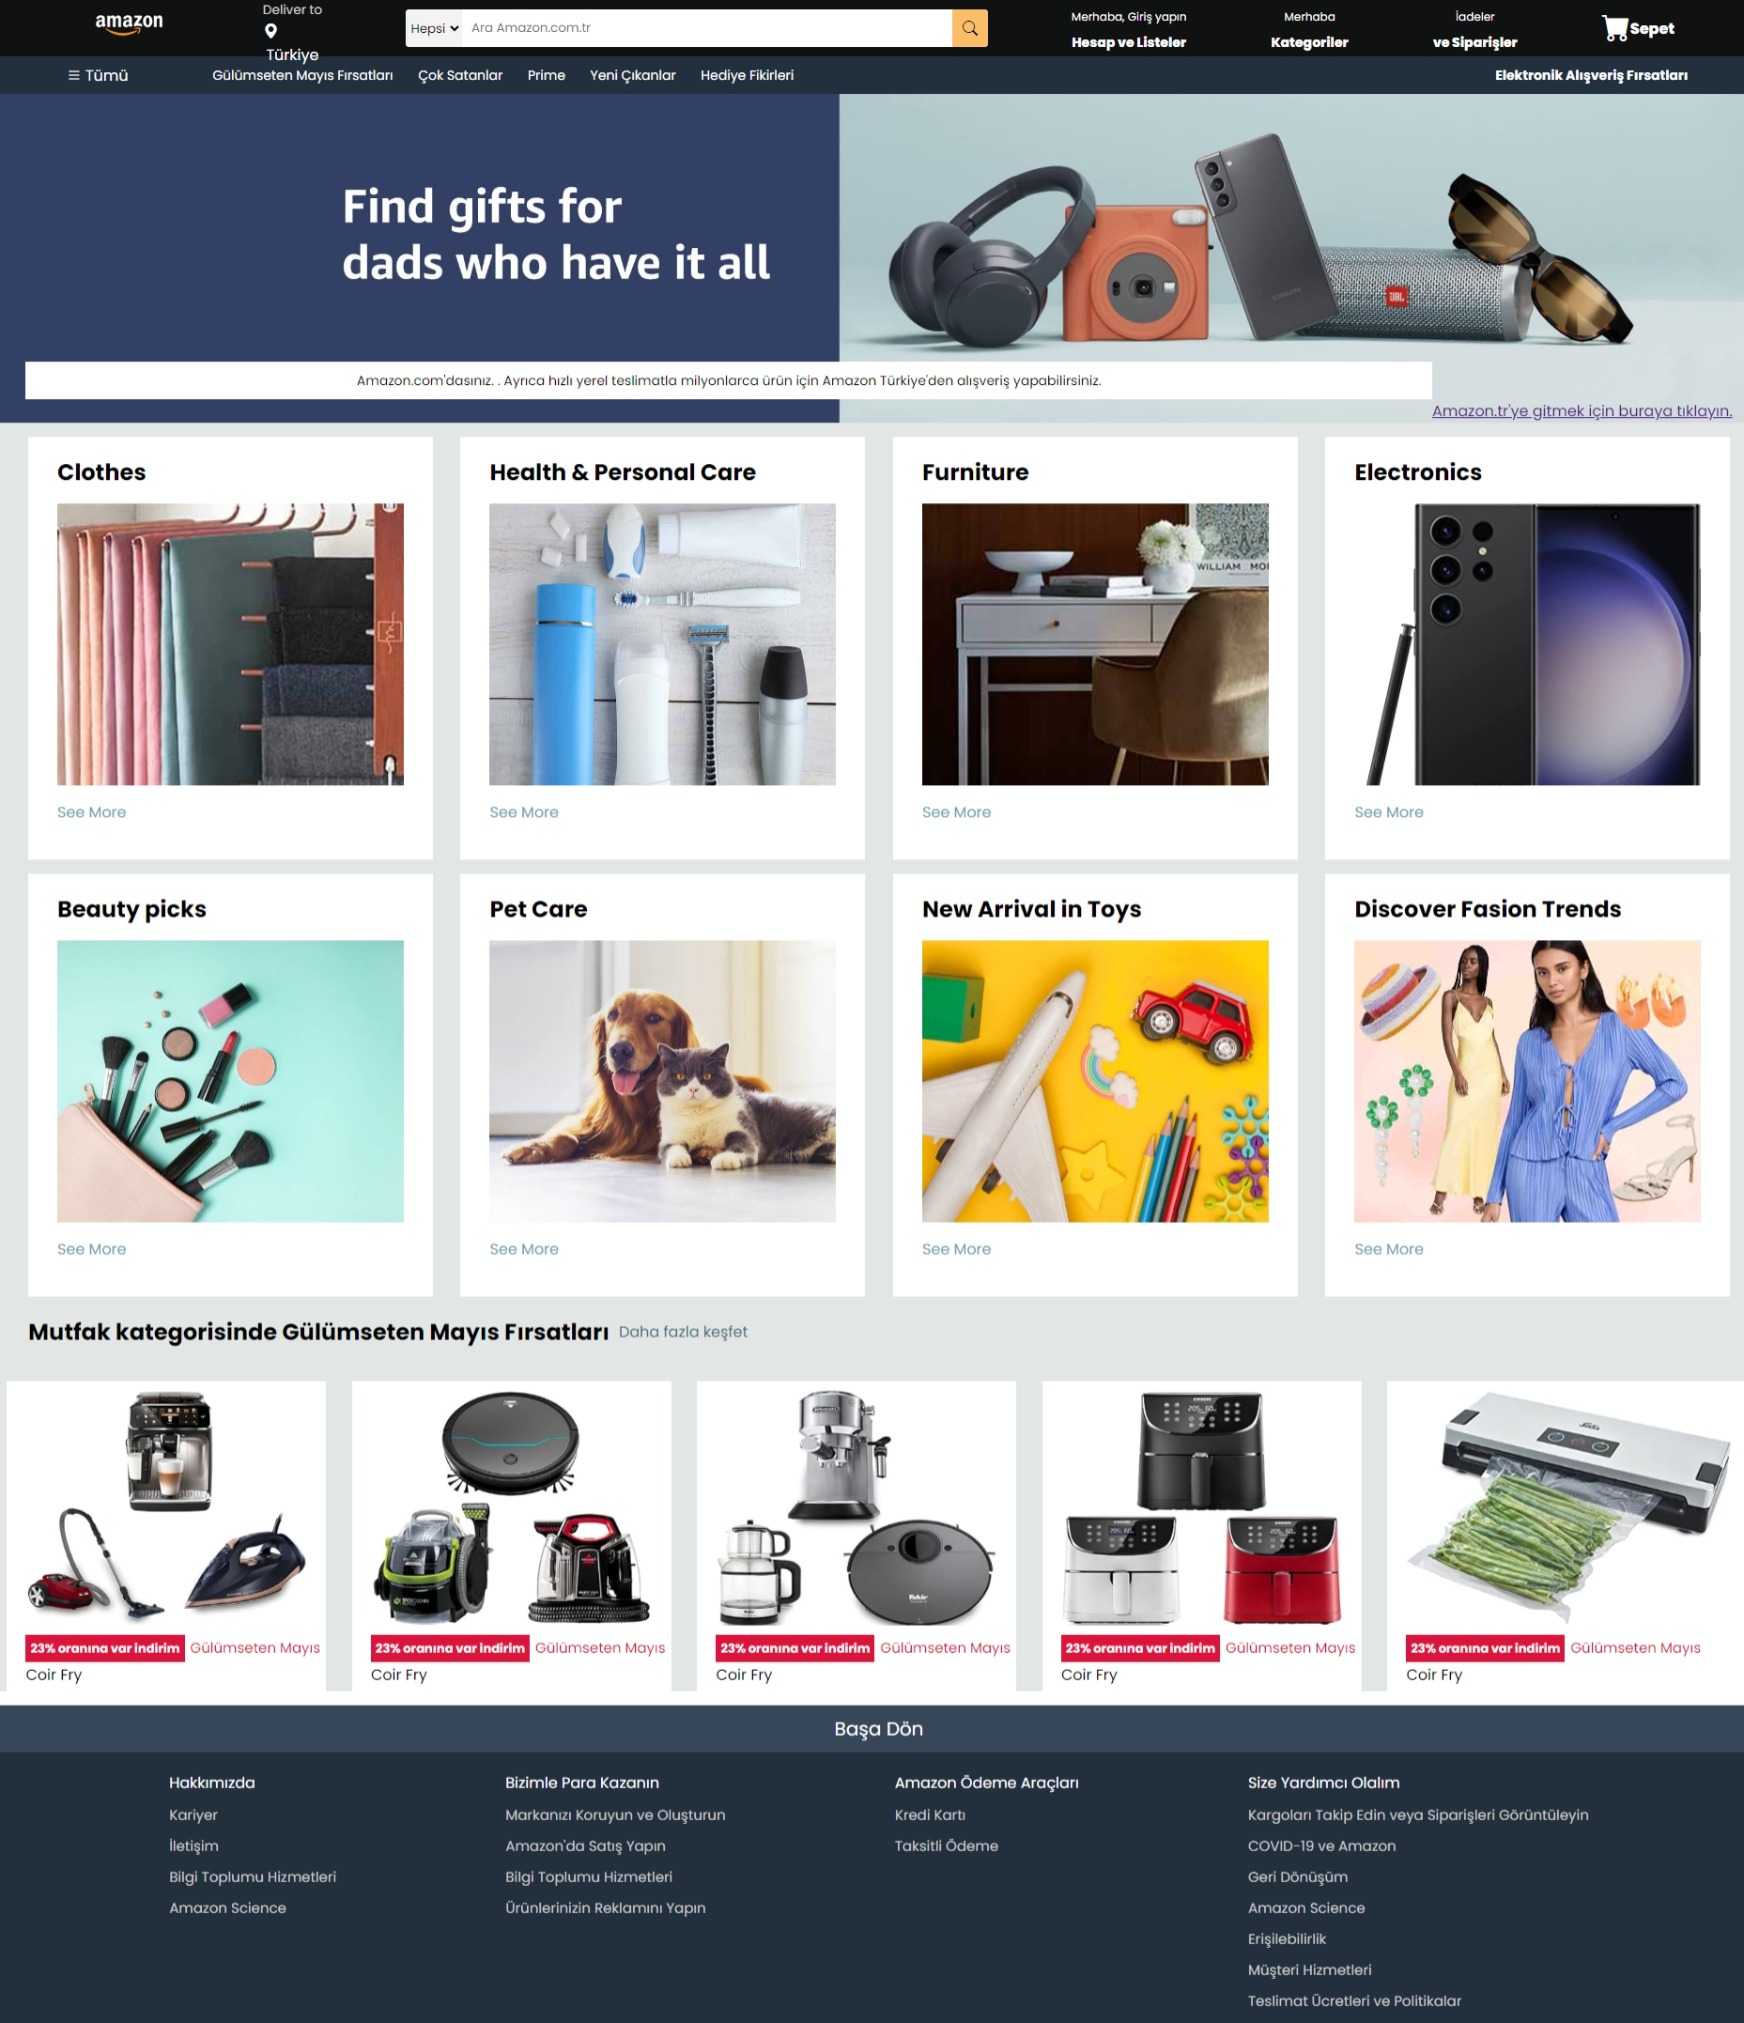 amazon
Deliver to
Türkiye
Hepsi
Ara Amazon.com.tr
Merhaba, Giriş yapın
Hesap ve Listeler
Merhaba
Kategoriler
İadeler
ve Siparişler
Sepet
Tümü
Gülümseten Mayıs Fırsatları
Çok Satanlar
Prime
Yeni Çıkanlar
Hediye Fikirleri
Elektronik Alışveriş Fırsatları
Find gifts for
dads who have it all
SAMSUNG
JBL
Amazon.com'dasınız. . Ayrıca hızlı yerel teslimatla milyonlarca ürün için Amazon Türkiye'den alışveriş yapabilirsiniz.
Amazon.tr'ye gitmek için buraya tıklayın.
Clothes
Health & Personal Care
Furniture
Electronics
WILLIAM MO
See More
See More
See More
See More
Beauty picks
Pet Care
New Arrival in Toys
Discover Fasion Trends
See More
See More
See More
See More
Mutfak kategorisinde Gülümseten Mayıs Fırsatları
Daha fazla keşfet
fakir
23% oranına var indirim
Gülümseten Mayıs
Coir Fry
23% oranına var indirim
Gülümseten Mayıs
Coir Fry
23% oranına var indirim
Gülümseten Mayıs
Coir Fry
23% oranına var indirim
Gülümseten Mayıs
Coir Fry
23% oranına var indirim
Gülümseten Mayıs
Coir Fry
Başa Dön
Hakkımızda
Kariyer
İletişim
Bilgi Toplumu Hizmetleri
Amazon Science
Bizimle Para Kazanın
Markanızı Koruyun ve Oluşturun
Amazon'da Satış Yapın
Bilgi Toplumu Hizmetleri
Ürünlerinizin Reklamını Yapın
Amazon Ödeme Araçları
Kredi Kartı
Taksitli Ödeme
Size Yardımcı Olalım
Kargoları Takip Edin veya Siparişleri Görüntüleyin
COVID-19 ve Amazon
Geri Dönüşüm
Amazon Science
Erişilebilirlik
Müşteri Hizmetleri
Teslimat Ücretleri ve Politikalar